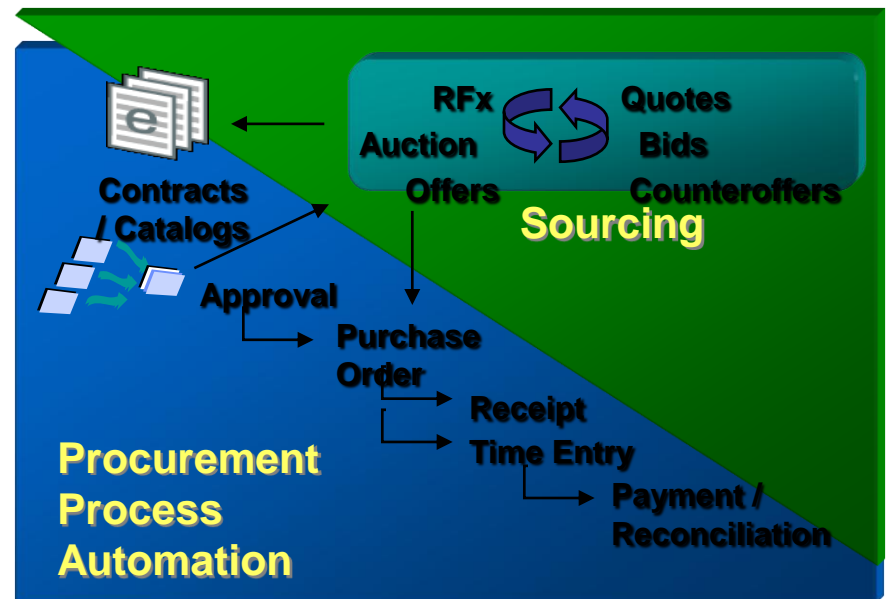 RFx
Quotes
Auction
Bids
Offers
Counteroffers
Sourcing
e
Contracts
/ Catalogs
Approval
Purchase
Order
Receipt
Time Entry
Payment /
Reconciliation
Procurement
Process
Automation